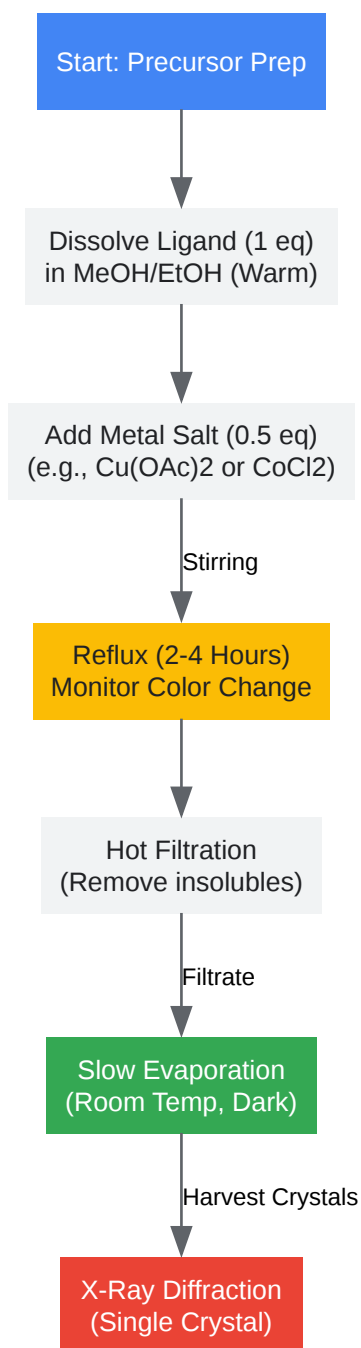 Start: Precursor Prep
Dissolve Ligand (1 eq)
in MeOH/EtOH (Warm)
Add Metal Salt (0.5 eq)
(e.g., Cu(OAc)2 or CoCl2)
Stirring
Reflux (2-4 Hours)
Monitor Color Change
Hot Filtration
(Remove insolubles)
Filtrate
Slow Evaporation
(Room Temp, Dark)
Harvest Crystals
X-Ray Diffraction
(Single Crystal)